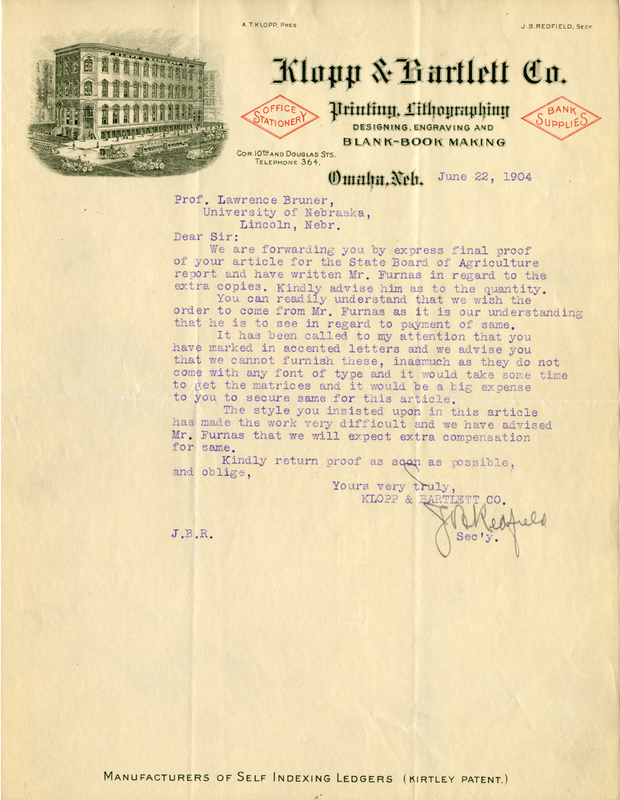 A.T. KLOPP, PRES
J.B. REDFIELD, SECY
Klopp & Bartlett Co.
OFFICE
STATIONERY
Printing, Lithographing
DESIGNING, ENGRAVING AND
BLANK-BOOK MAKING
BANK
SUPPLIES
COR. 10TH AND DOUGLAS STS.
TELEPHONE 364.
Omaha, Neb. June 22, 1904
Prof. Lawrence Bruner,
University of Nebraska,
Lincoln, Nebr.
Dear Sir:
We are forwarding you by express final proof
of your article for the State Board of Agriculture
report and have written Mr. Furnas in regard to the
extra copies. Kindly advise him as to the quantity.
You can readily understand that we wish the
order to come from Mr. Furnas as it is our understanding
that he is to see in regard to payment of same.
It has been called to my attention that you
have marked in accented letters and we advise you
that we cannot furnish these, inasmuch as they do not
come with any font of type and it would take some time
to get the matrices and it would be a big expense
to you to secure same for this article.
The style you insisted upon in this article
has made the work very difficult and we have advised
Mr. Furnas that we will expect extra compensation
for same.
Kindly return proof as soon as possible,
and oblige,
Yours very truly,
KLOPP & BARTLETT CO.
J B Redfield
J.B.R. Sec'y.
MANUFACTURERS OF SELF INDEXING LEDGERS (KIRTLEY PATENT.)